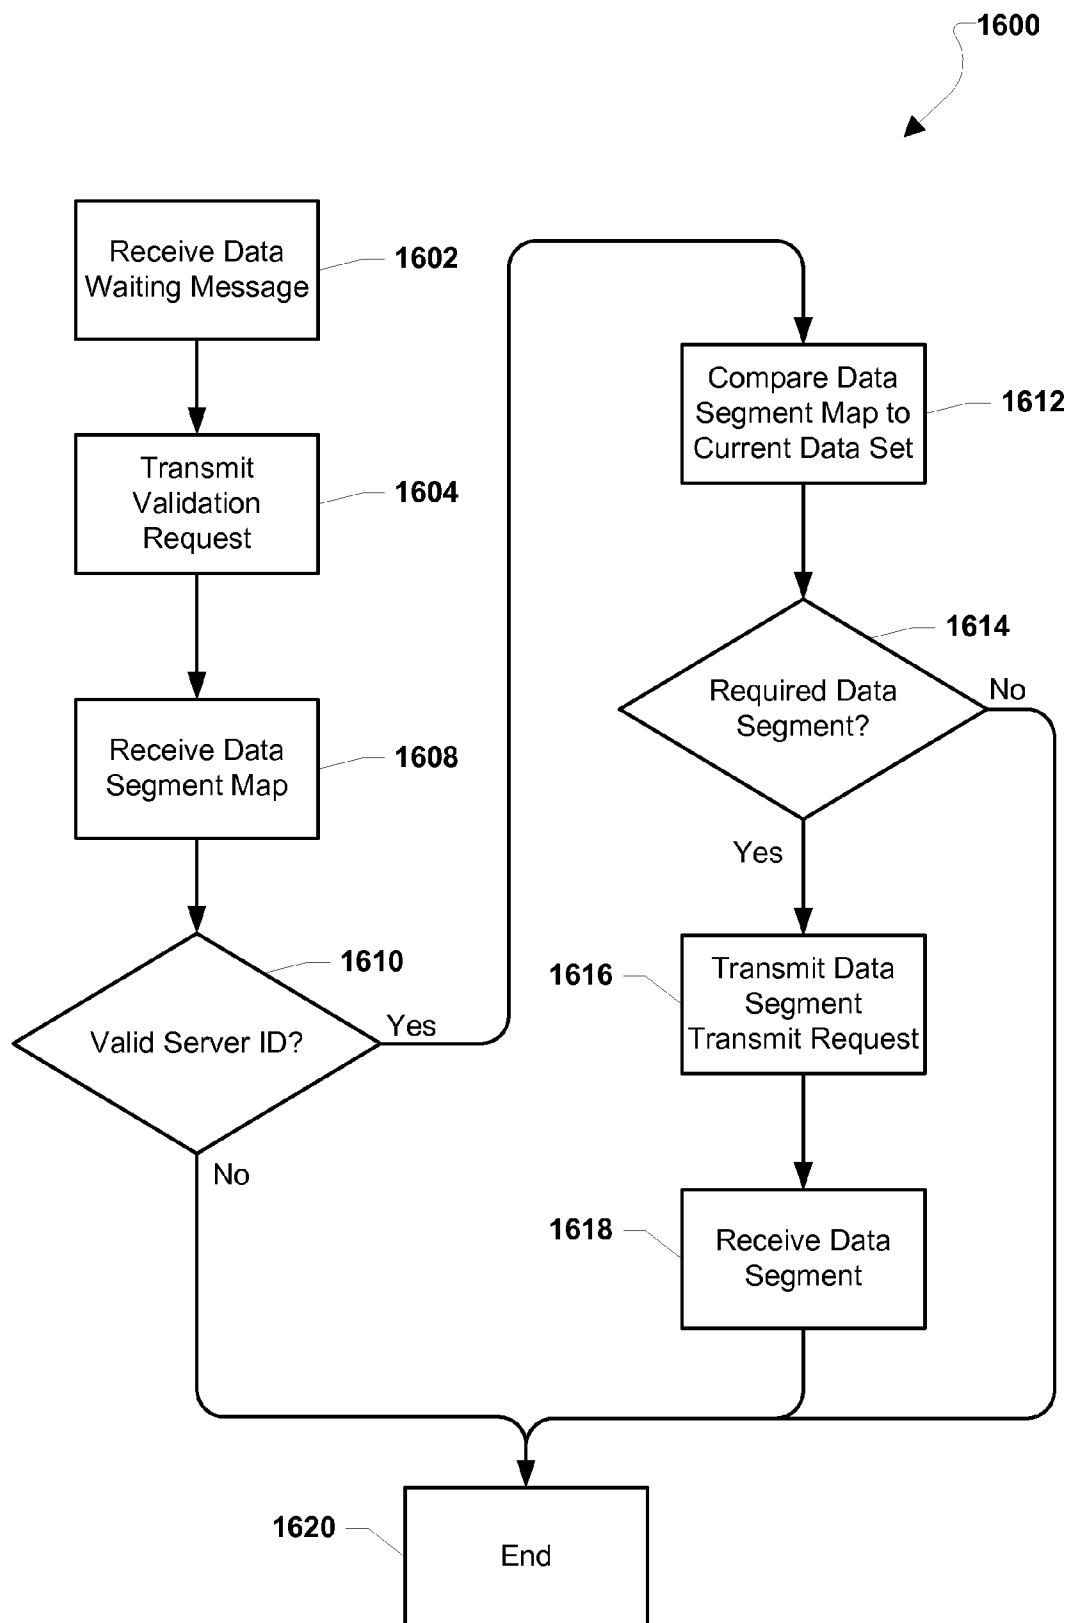 1600
Receive Data
Waiting Message
1602
Transmit
Validation
Request
1604
Receive Data
Segment Map
1608
Valid Server ID?
1610
Yes
No
Compare Data
Segment Map to
Current Data Set
1612
Required Data
Segment?
1614
No
Yes
Transmit Data
Segment
Transmit Request
1616
Receive Data
Segment
1618
End
1620